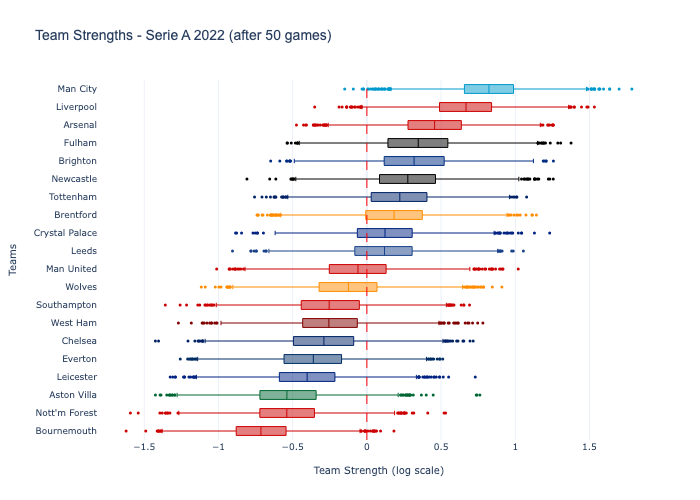 Team Strengths - Serie A 2022 (after 50 games)
Man City
Liverpool
Arsenal
Fulham
Brighton
Newcastle
Tottenham
Brentford
Crystal Palace
Leeds
Man United
Wolves
Southampton
West Ham
Chelsea
Everton
Leicester
Aston Villa
Nott'm Forest
Bournemouth
Teams
−1.5 −1 −0.5 0 0.5 1 1.5
Team Strength (log scale)